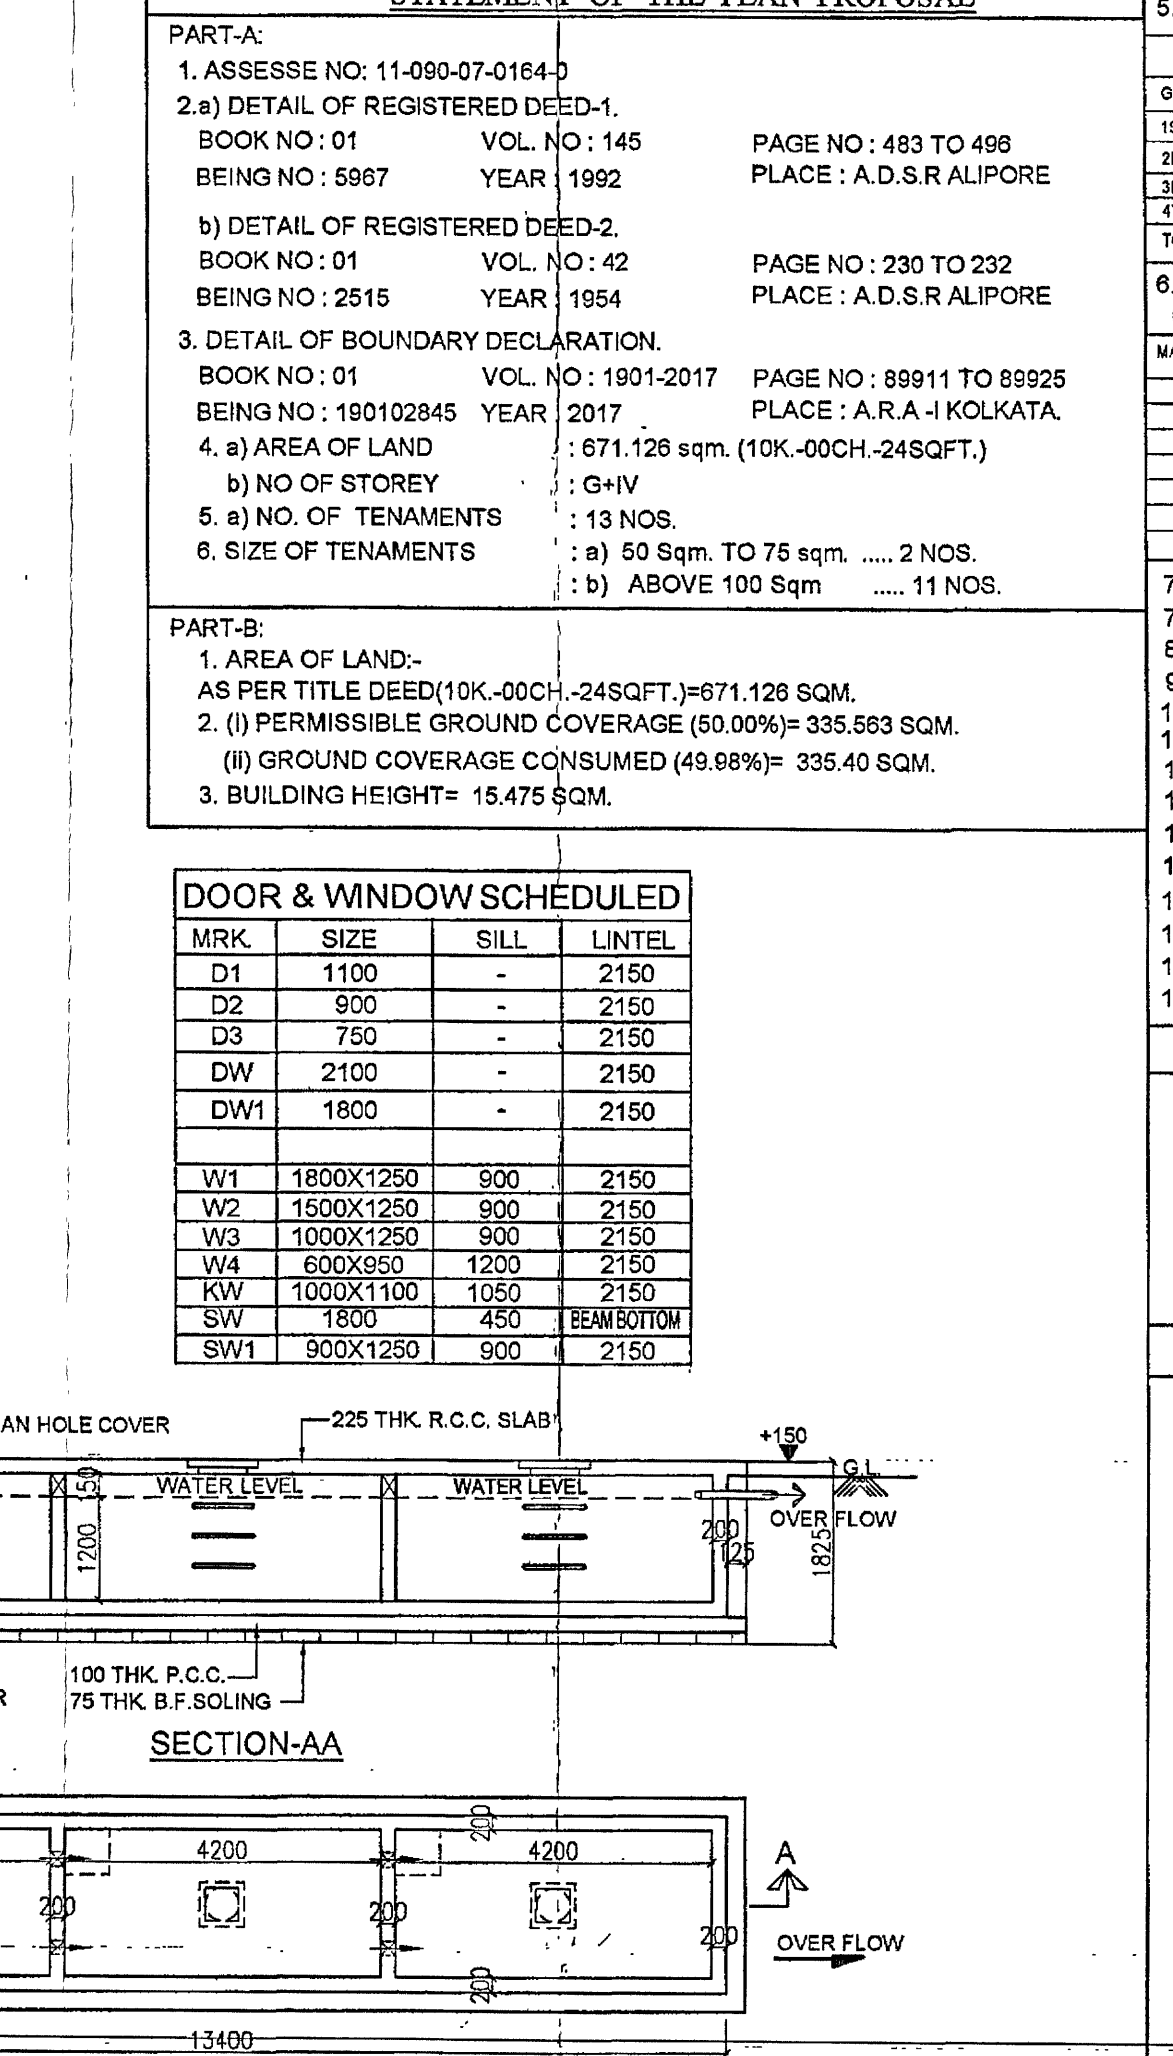 STATEMENT OF THE PLAN PROPOSAL
PART-A:
1. ASSESSE NO: 11-090-07-0164-0
2.a) DETAIL OF REGISTERED DEED-1.
BOOK NO : 01 VOL. NO : 145 PAGE NO : 483 TO 496
BEING NO : 5967 YEAR : 1992 PLACE : A.D.S.R ALIPORE
b) DETAIL OF REGISTERED DEED-2.
BOOK NO : 01 VOL. NO : 42 PAGE NO : 230 TO 232
BEING NO : 2515 YEAR : 1954 PLACE : A.D.S.R ALIPORE
3. DETAIL OF BOUNDARY DECLARATION.
BOOK NO : 01 VOL. NO : 1901-2017 PAGE NO : 89911 TO 89925
BEING NO : 190102845 YEAR : 2017 PLACE : A.R.A -I KOLKATA.
4. a) AREA OF LAND : 671.126 sqm. (10K.-00CH.-24SQFT.)
b) NO OF STOREY : G+IV
5. a) NO. OF TENAMENTS : 13 NOS.
6. SIZE OF TENAMENTS : a) 50 Sqm. TO 75 sqm. ..... 2 NOS.
: b) ABOVE 100 Sqm ..... 11 NOS.
PART-B:
1. AREA OF LAND:-
AS PER TITLE DEED(10K.-00CH.-24SQFT.)=671.126 SQM.
2. (i) PERMISSIBLE GROUND COVERAGE (50.00%)= 335.563 SQM.
(ii) GROUND COVERAGE CONSUMED (49.98%)= 335.40 SQM.
3. BUILDING HEIGHT= 15.475 SQM.
DOOR & WINDOW SCHEDULED
MRK. SIZE SILL LINTEL
D1 1100 - 2150
D2 900 - 2150
D3 750 - 2150
DW 2100 - 2150
DW1 1800 - 2150
W1 1800X1250 900 2150
W2 1500X1250 900 2150
W3 1000X1250 900 2150
W4 600X950 1200 2150
KW 1000X1100 1050 2150
SW 1800 450 BEAM BOTTOM
SW1 900X1250 900 2150
AN HOLE COVER 225 THK. R.C.C. SLAB
+150
G.L.
150 WATER LEVEL WATER LEVEL
OVER FLOW
1200 200 125 1825
100 THK. P.C.C.
75 THK. B.F.SOLING
SECTION-AA
200
4200 4200 A
200 200 200
OVER FLOW
200
13400